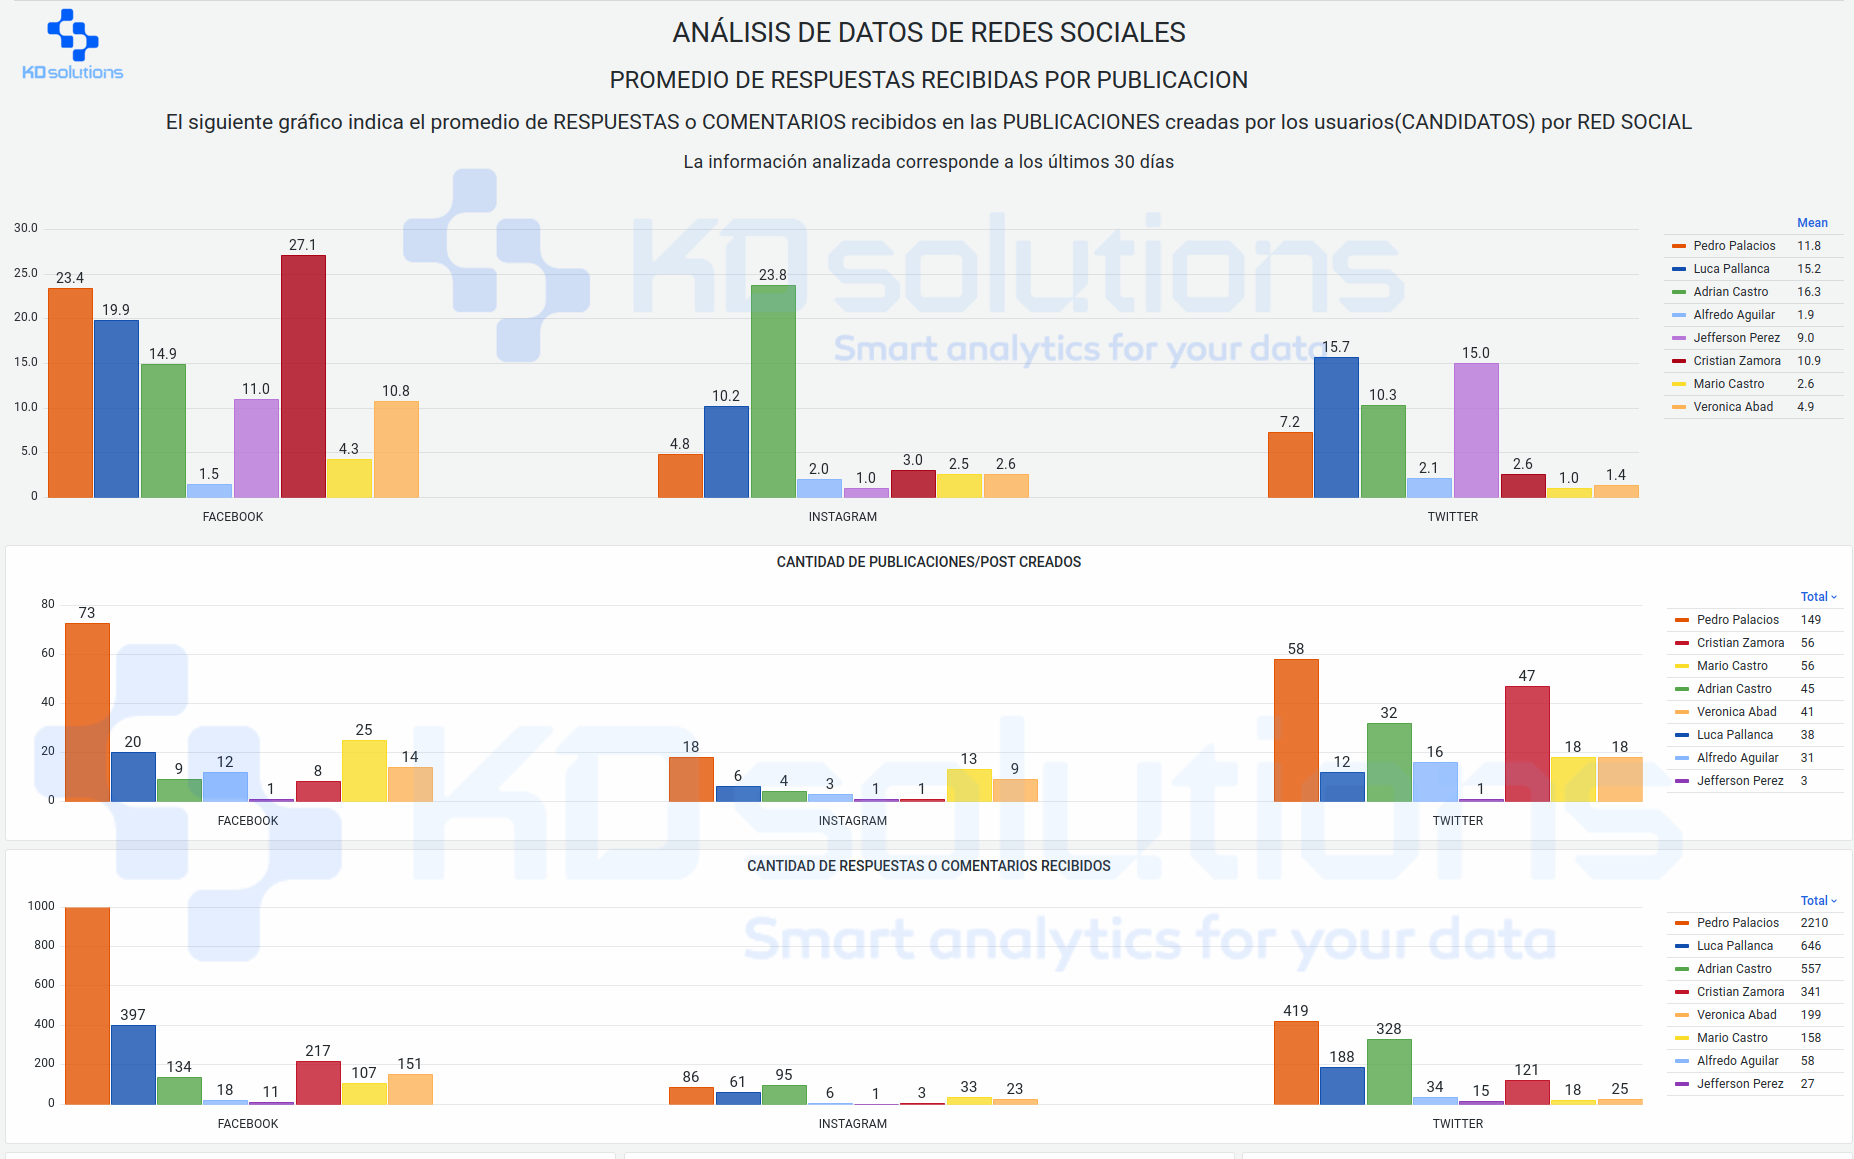 KDsolutions
ANÁLISIS DE DATOS DE REDES SOCIALES
PROMEDIO DE RESPUESTAS RECIBIDAS POR PUBLICACION
El siguiente gráfico indica el promedio de RESPUESTAS o COMENTARIOS recibidos en las PUBLICACIONES creadas por los usuarios(CANDIDATOS) por RED SOCIAL
La información analizada corresponde a los últimos 30 días
KDsolutions
Smart analytics for your data
30.0
25.0
20.0
15.0
10.0
5.0
0
23.4
19.9
14.9
1.5
11.0
27.1
4.3
10.8
4.8
10.2
23.8
2.0
1.0
3.0
2.5
2.6
7.2
15.7
10.3
2.1
15.0
2.6
1.0
1.4
FACEBOOK
INSTAGRAM
TWITTER
Mean
Pedro Palacios 11.8
Luca Pallanca 15.2
Adrian Castro 16.3
Alfredo Aguilar 1.9
Jefferson Perez 9.0
Cristian Zamora 10.9
Mario Castro 2.6
Veronica Abad 4.9
CANTIDAD DE PUBLICACIONES/POST CREADOS
80
60
40
20
0
73
20
9
12
1
8
25
14
18
6
4
3
1
1
13
9
58
12
32
16
1
47
18
18
FACEBOOK
INSTAGRAM
TWITTER
Total
Pedro Palacios 149
Cristian Zamora 56
Mario Castro 56
Adrian Castro 45
Veronica Abad 41
Luca Pallanca 38
Alfredo Aguilar 31
Jefferson Perez 3
KDsolutions
Smart analytics for your data
CANTIDAD DE RESPUESTAS O COMENTARIOS RECIBIDOS
1000
800
600
400
200
0
397
134
18
11
217
107
151
86
61
95
6
1
3
33
23
419
188
328
34
15
121
18
25
FACEBOOK
INSTAGRAM
TWITTER
Total
Pedro Palacios 2210
Luca Pallanca 646
Adrian Castro 557
Cristian Zamora 341
Veronica Abad 199
Mario Castro 158
Alfredo Aguilar 58
Jefferson Perez 27